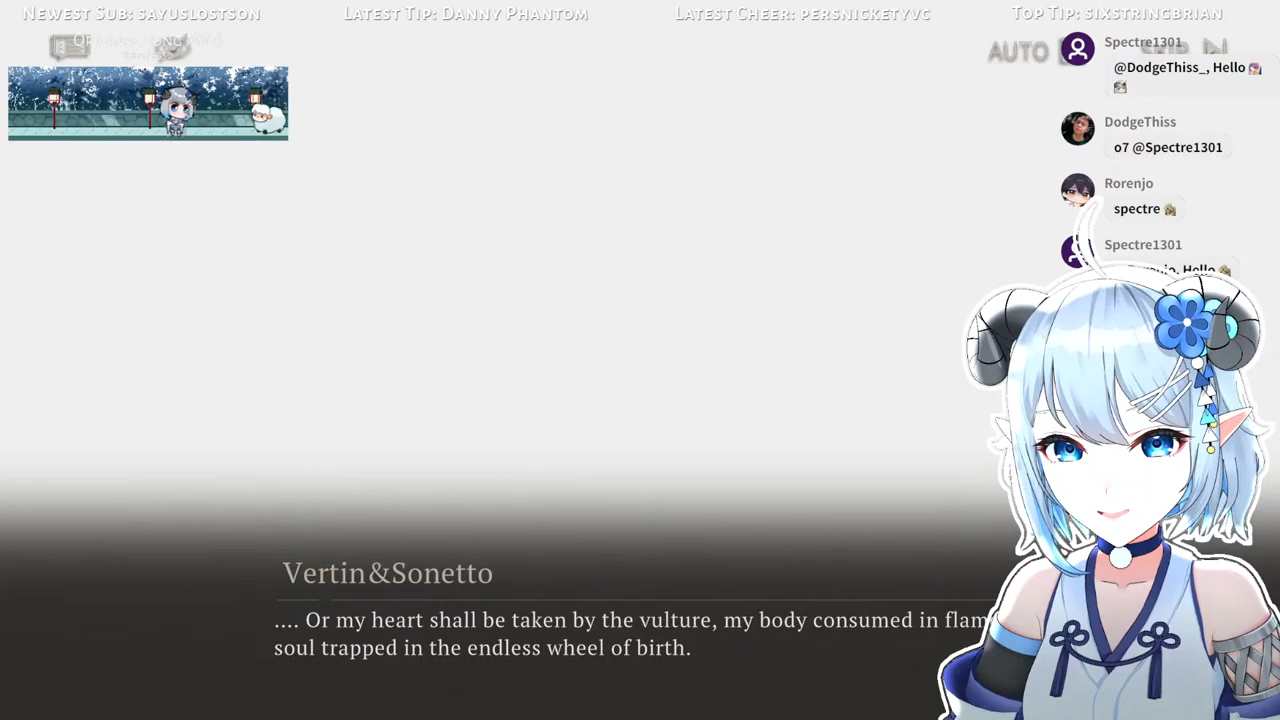 Newest Sub: sayuslostson
Latest Tip: Danny Phantom
Latest Cheer: persnicketyvc
Top Tip: sixstringbrian
AUTO
SKIP
Spectre1301
@DodgeThiss_, Hello
DodgeThiss
o7 @Spectre1301
Rorenjo
spectre
Spectre1301
Hello
Vertin&Sonetto
.... Or my heart shall be taken by the vulture, my body consumed in
soul trapped in the endless wheel of birth.